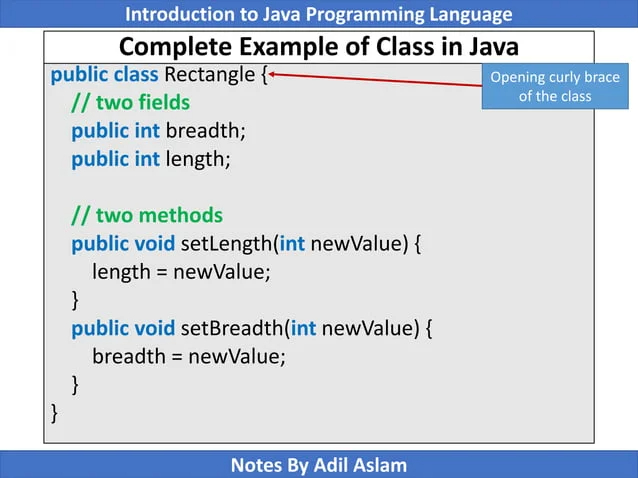 Introduction to Java Programming Language
Complete Example of Class in Java
public class Rectangle {
Opening curly brace
of the class
// two fields
public int breadth;
public int length;
// two methods
public void setLength(int newValue) {
length = newValue;
}
public void setBreadth(int newValue) {
breadth = newValue;
}
}
Notes By Adil Aslam